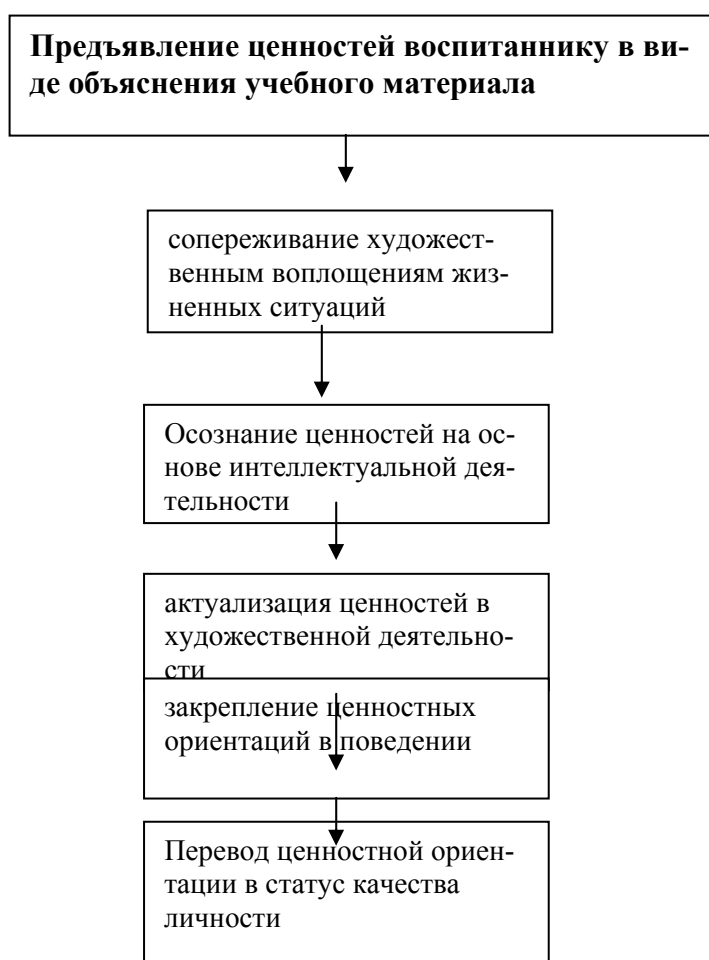 Предъявление ценностей воспитаннику в ви-
де объяснения учебного материала
сопереживание художест-
венным воплощениям жиз-
ненных ситуаций
Осознание ценностей на ос-
нове интеллектуальной дея-
тельности
актуализация ценностей в
художественной деятельно-
сти
закрепление ценностных
ориентаций в поведении
Перевод ценностной ориен-
тации в статус качества
личности